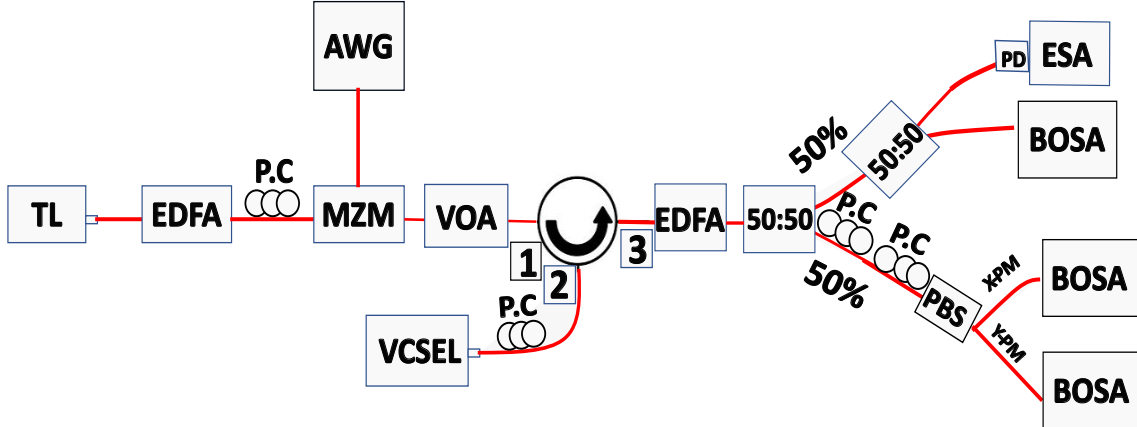 AWG
PD
ESA
50%
50:50
BOSA
P.C
TL
EDFA
MZM
VOA
EDFA
50:50
P.C
P.C
1
2
3
P.C
50%
PBS
X-PM
BOSA
VCSEL
Y-PM
BOSA